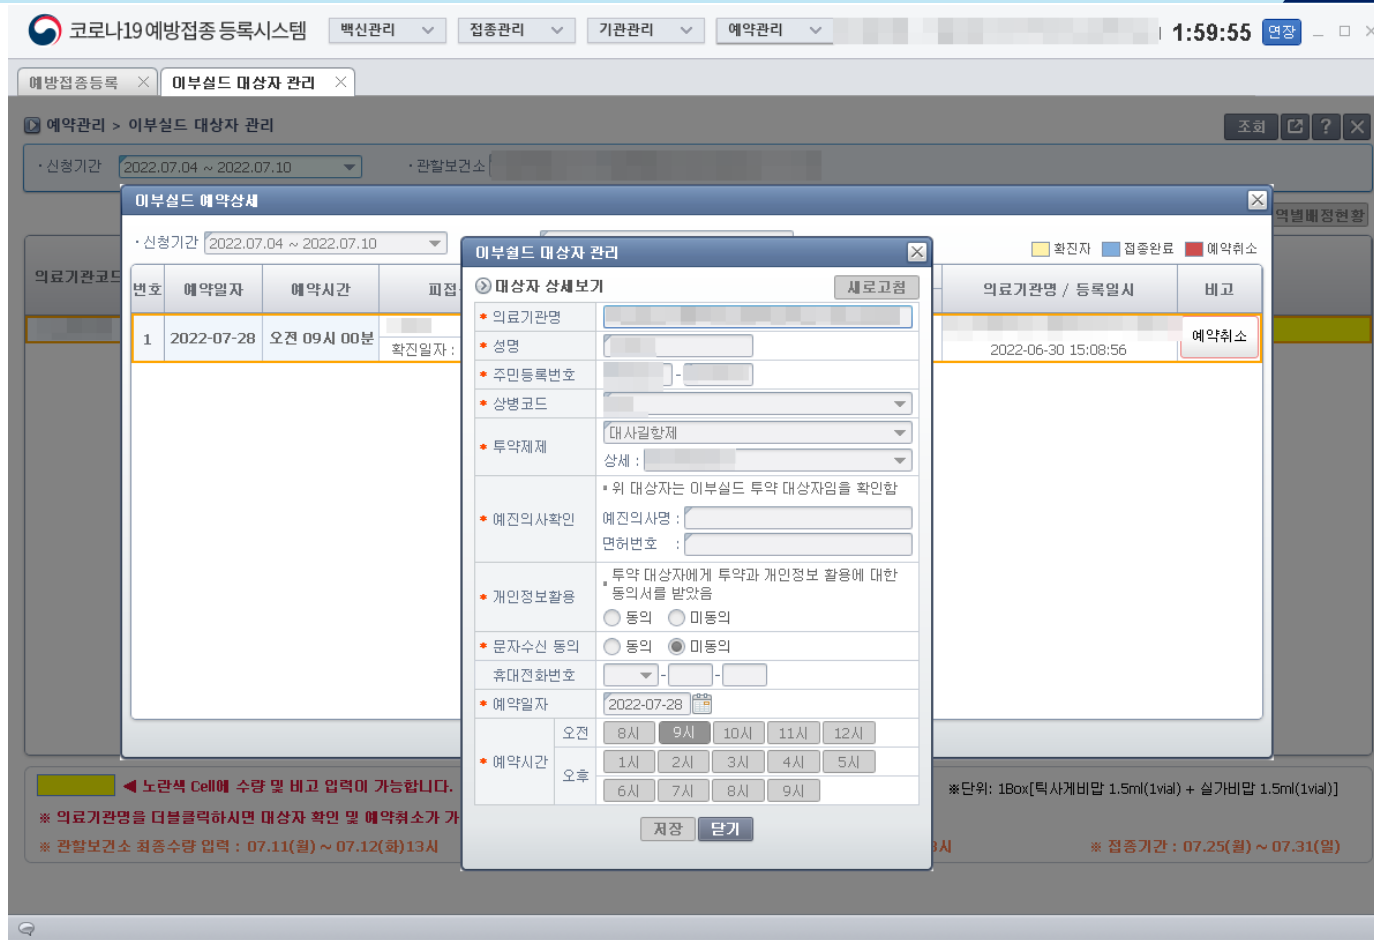 코로나19 예방접종 등록시스템
백신관리 접종관리 기관관리 예약관리 1:59:55 연장
예방접종등록 이부실드 대상자 관리
예약관리 > 이부실드 대상자 관리 조회 ?
· 신청기간 2022.07.04 ~ 2022.07.10 · 관할보건소
이부실드 예약상세
역별배정현황
· 신청기간 2022.07.04 ~ 2022.07.10 확진자 접종완료 예약취소
의료기관코드
번호 예약일자 예약시간 피접 의료기관명 / 등록일시 비고
1 2022-07-28 오전 09시 00분 확진일자 : 2022-06-30 15:08:56 예약취소
이부쉴드 대상자 관리
대상자 상세보기 새로고침
* 의료기관명
* 성명
* 주민등록번호 -
* 상병코드
* 투약제제 대사길항제
상세 :
* 예진의사확인 위 대상자는 이부실드 투약 대상자임을 확인함
예진의사명 :
면허번호 :
* 개인정보활용 투약 대상자에게 투약과 개인정보 활용에 대한
동의서를 받았음
동의 미동의
* 문자수신 동의 동의 미동의
휴대전화번호 - -
* 예약일자 2022-07-28
* 예약시간 오전 8시 9시 10시 11시 12시
오후 1시 2시 3시 4시 5시
6시 7시 8시 9시
저장 닫기
◀ 노란색 Cell에 수량 및 비고 입력이 가능합니다. ※단위: 1Box[틱사게비맙 1.5ml(1vial) + 실가비맙 1.5ml(1vial)]
※ 의료기관명을 더블클릭하시면 대상자 확인 및 예약취소가 가
※ 관할보건소 최종수량 입력 : 07.11(월) ~ 07.12(화)13시 시 ※ 접종기간 : 07.25(월) ~ 07.31(일)